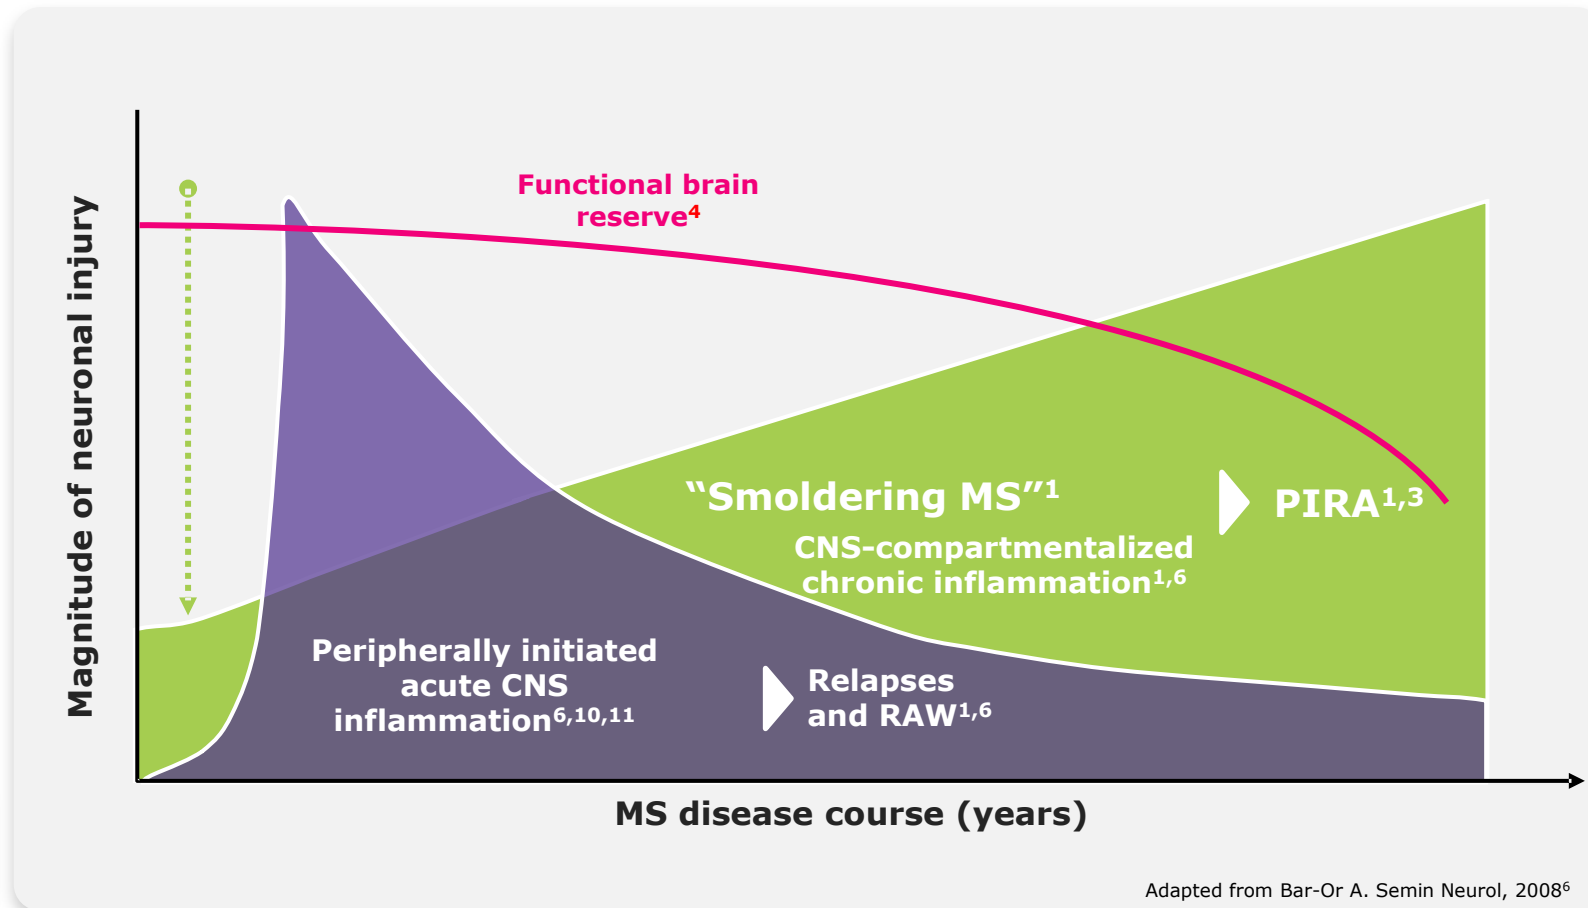 Functional brain
reserve⁴
Magnitude of neuronal injury
“Smoldering MS”¹
PIRA¹,³
CNS-compartmentalized
chronic inflammation¹,⁶
Peripherally initiated
acute CNS
inflammation⁶,¹⁰,¹¹
Relapses
and RAW¹,⁶
MS disease course (years)
Adapted from Bar-Or A. Semin Neurol, 2008⁶